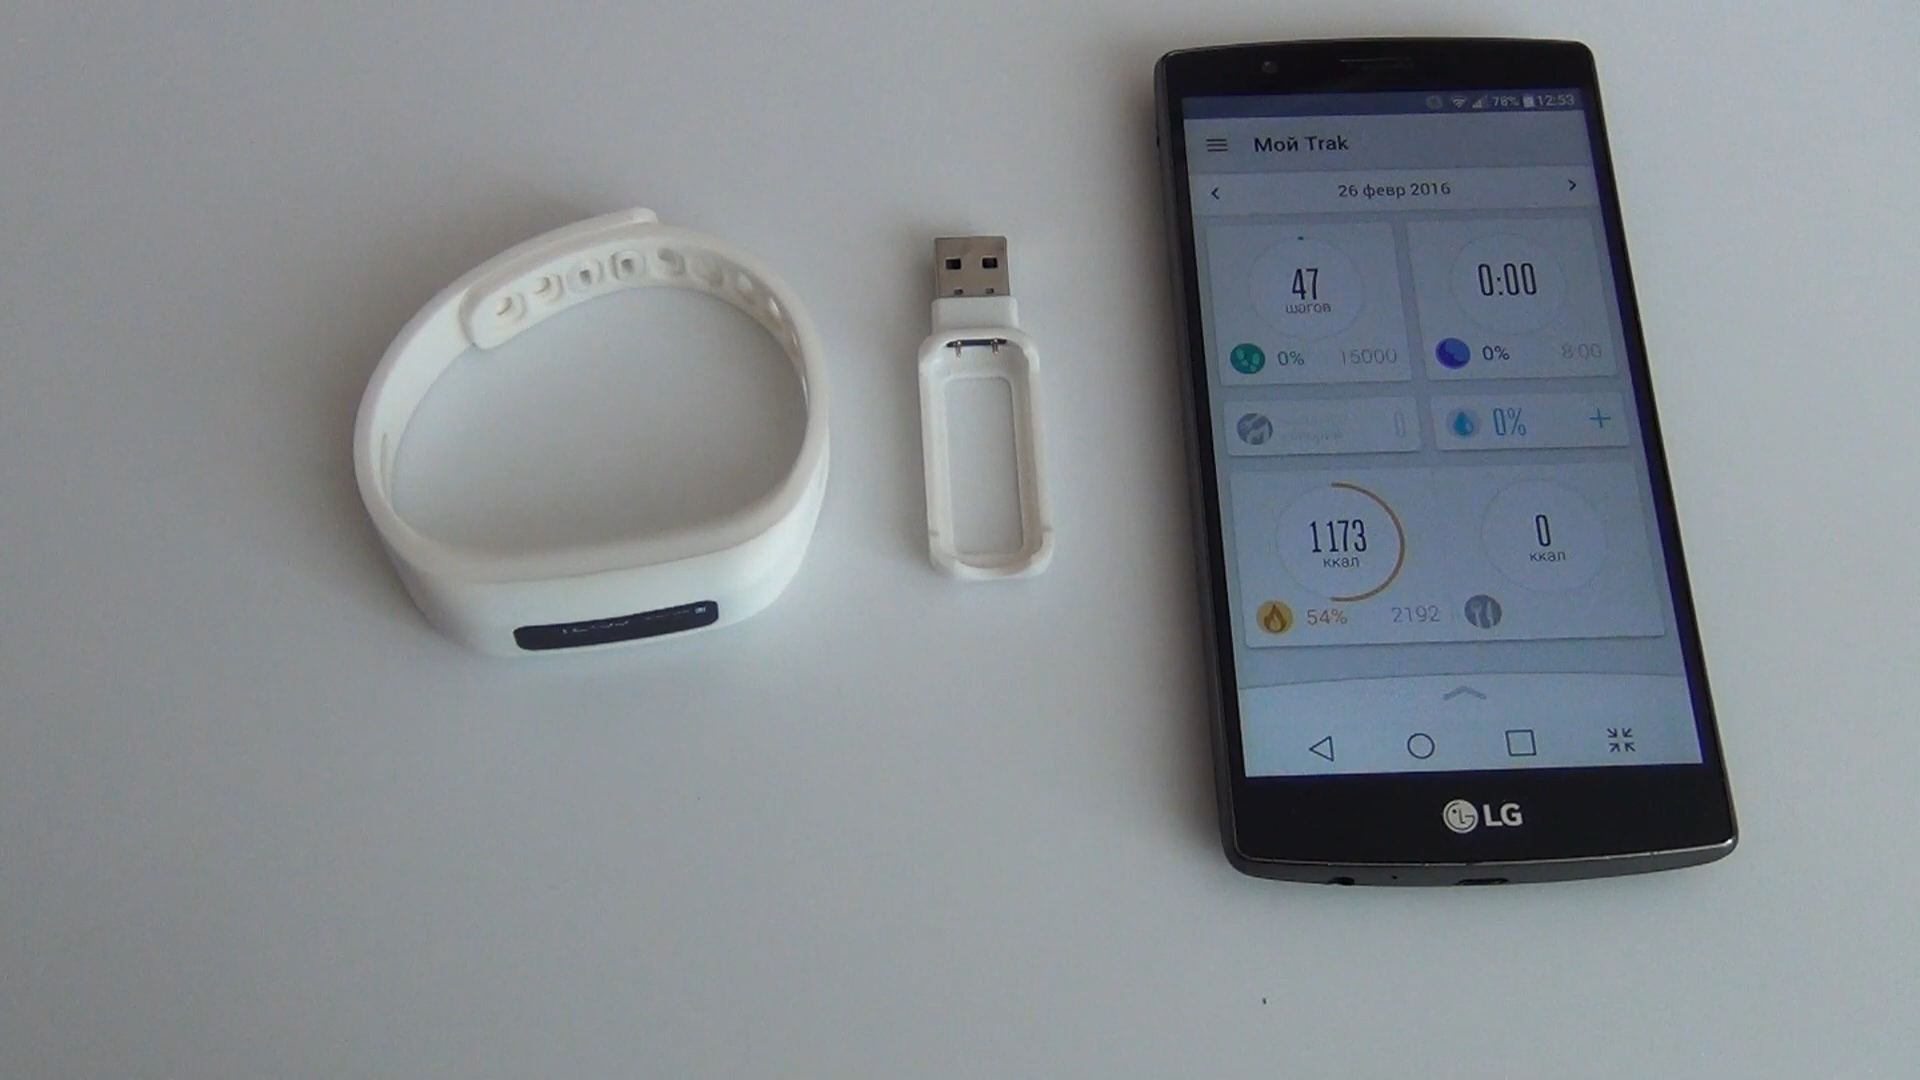 78% 12:53
Мой Trak
26 февр 2016
47
шагов
0% 15000
0:00
0% 8:00
0
0%
1173
ккал
54% 2192
0
ккал
LG